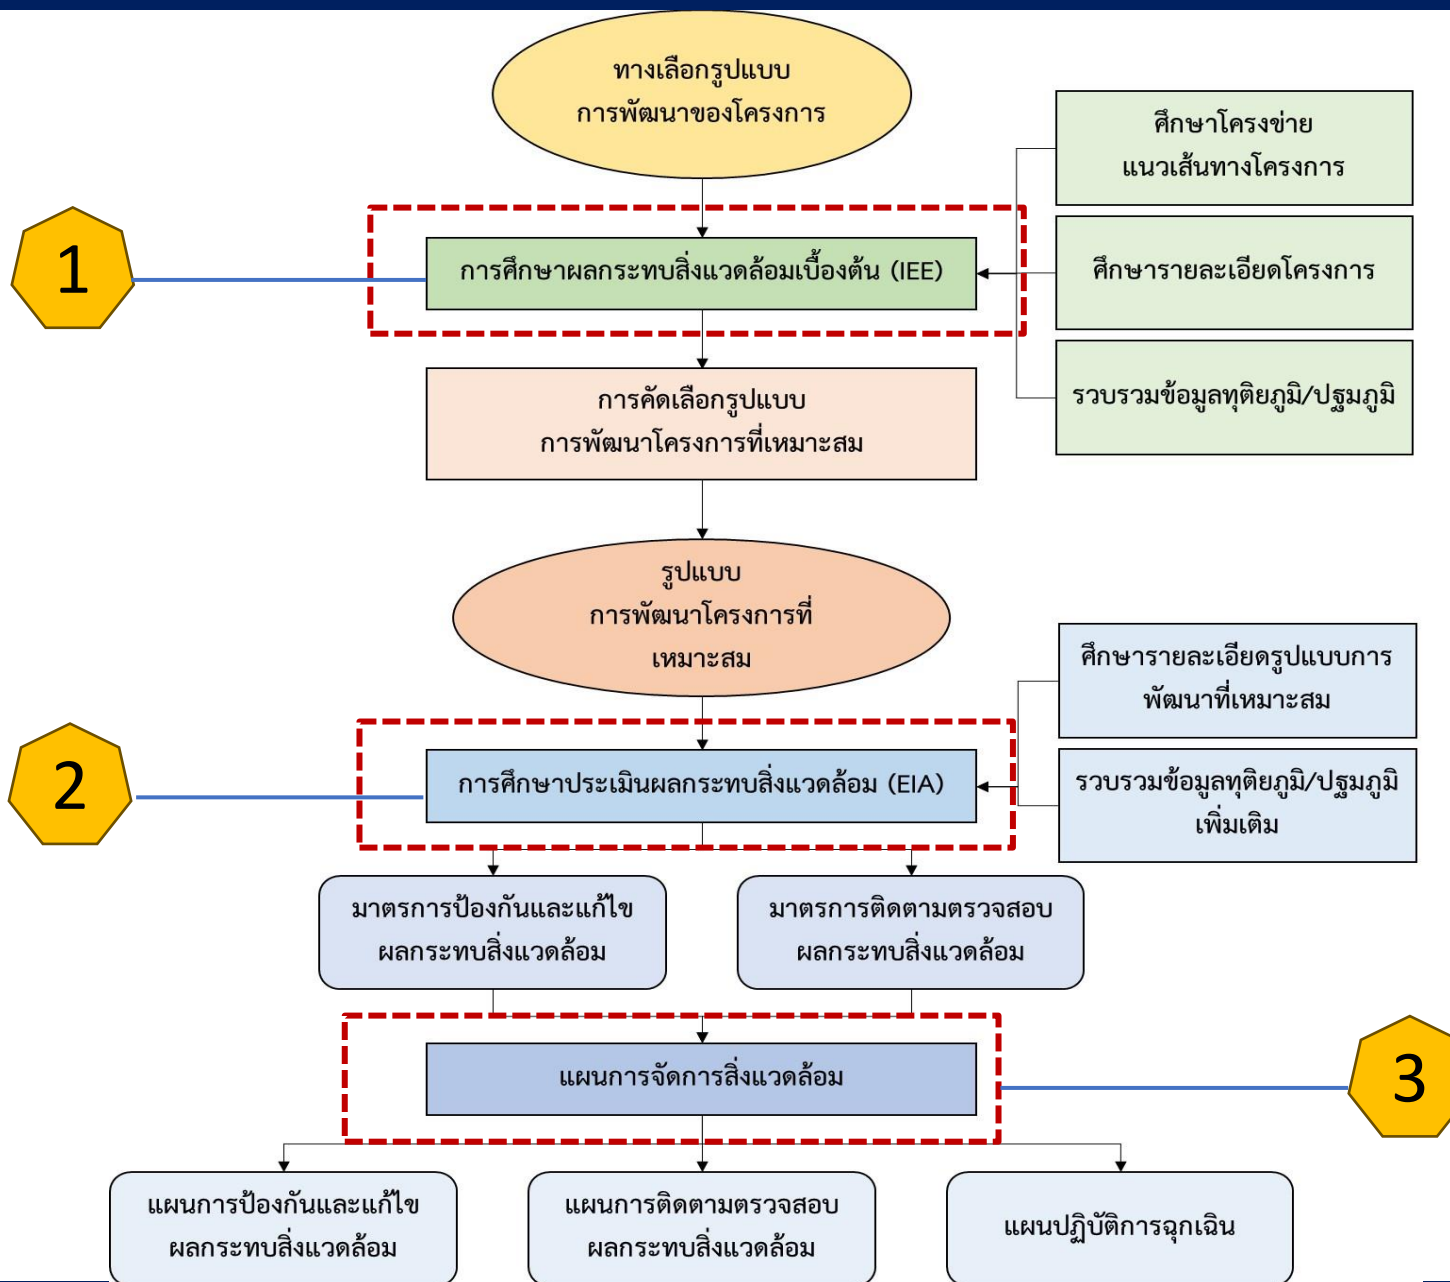 ทางเลือกรูปแบบ
การพัฒนาของโครงการ
ศึกษาโครงข่าย
แนวเส้นทางโครงการ
1
การศึกษาผลกระทบสิ่งแวดล้อมเบื้องต้น (IEE)
ศึกษารายละเอียดโครงการ
รวบรวมข้อมูลทุติยภูมิ/ปฐมภูมิ
การคัดเลือกรูปแบบ
การพัฒนาโครงการที่เหมาะสม
รูปแบบ
การพัฒนาโครงการที่
เหมาะสม
ศึกษารายละเอียดรูปแบบการ
พัฒนาที่เหมาะสม
2
การศึกษาประเมินผลกระทบสิ่งแวดล้อม (EIA)
รวบรวมข้อมูลทุติยภูมิ/ปฐมภูมิ
เพิ่มเติม
มาตรการป้องกันและแก้ไข
ผลกระทบสิ่งแวดล้อม
มาตรการติดตามตรวจสอบ
ผลกระทบสิ่งแวดล้อม
แผนการจัดการสิ่งแวดล้อม
3
แผนการป้องกันและแก้ไข
ผลกระทบสิ่งแวดล้อม
แผนการติดตามตรวจสอบ
ผลกระทบสิ่งแวดล้อม
แผนปฏิบัติการฉุกเฉิน